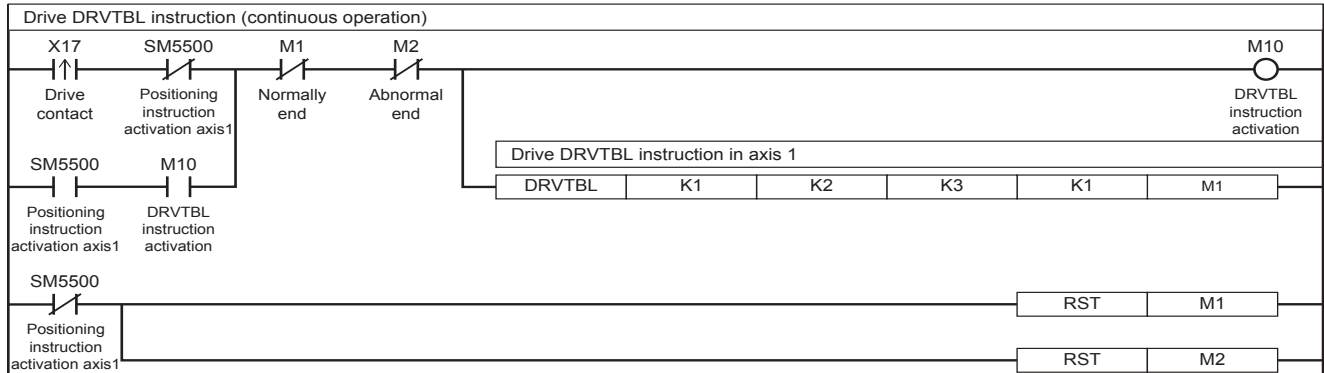 Drive DRVTBL instruction (continuous operation)
X17 SM5500 M1 M2 M10
Drive contact
Positioning instruction activation axis1
Normally end
Abnormal end
DRVTBL instruction activation
Drive DRVTBL instruction in axis 1
SM5500 M10
DRVTBL K1 K2 K3 K1 M1
Positioning instruction activation axis1
DRVTBL instruction activation
SM5500
RST M1
Positioning instruction activation axis1
RST M2